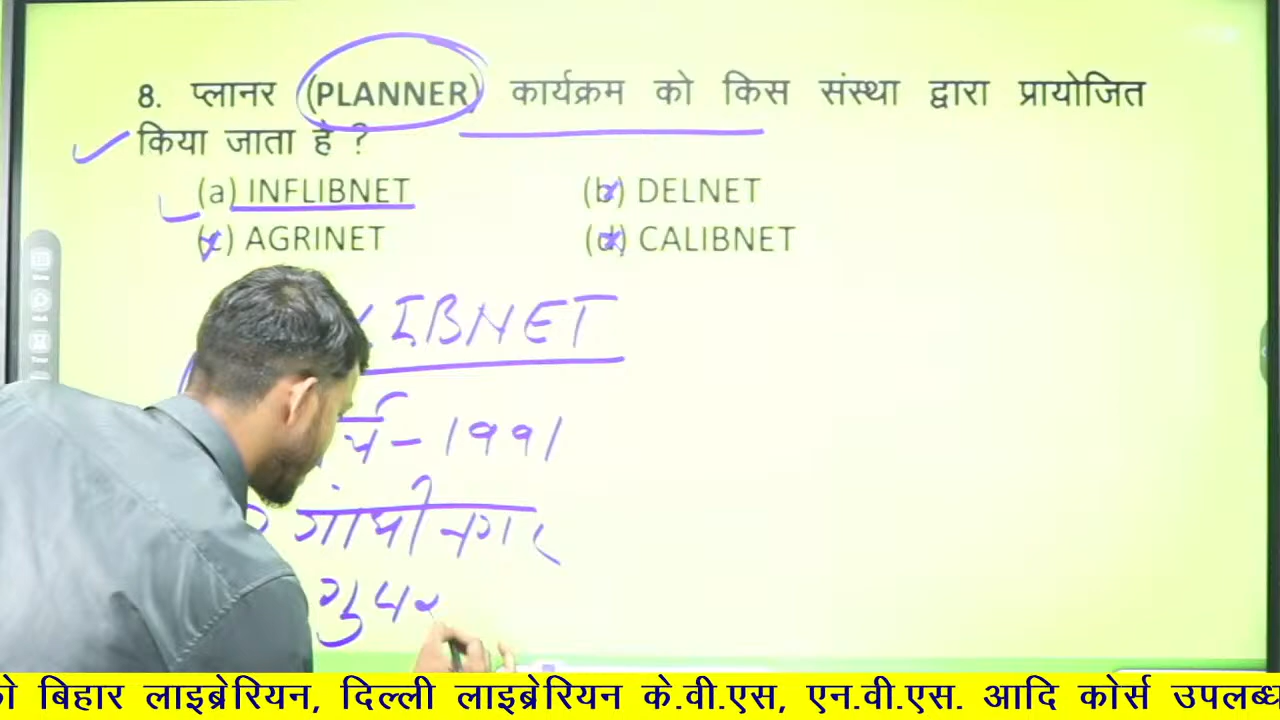 8. प्लानर (PLANNER) कार्यक्रम को किस संस्था द्वारा प्रायोजित
किया जाता है ?
(a) INFLIBNET (b) DELNET
(c) AGRINET (d) CALIBNET
IBNET
1991
गांधीनगर
को बिहार लाइब्रेरियन, दिल्ली लाइब्रेरियन के.वी.एस, एन.वी.एस. आदि कोर्स उपलब्ध